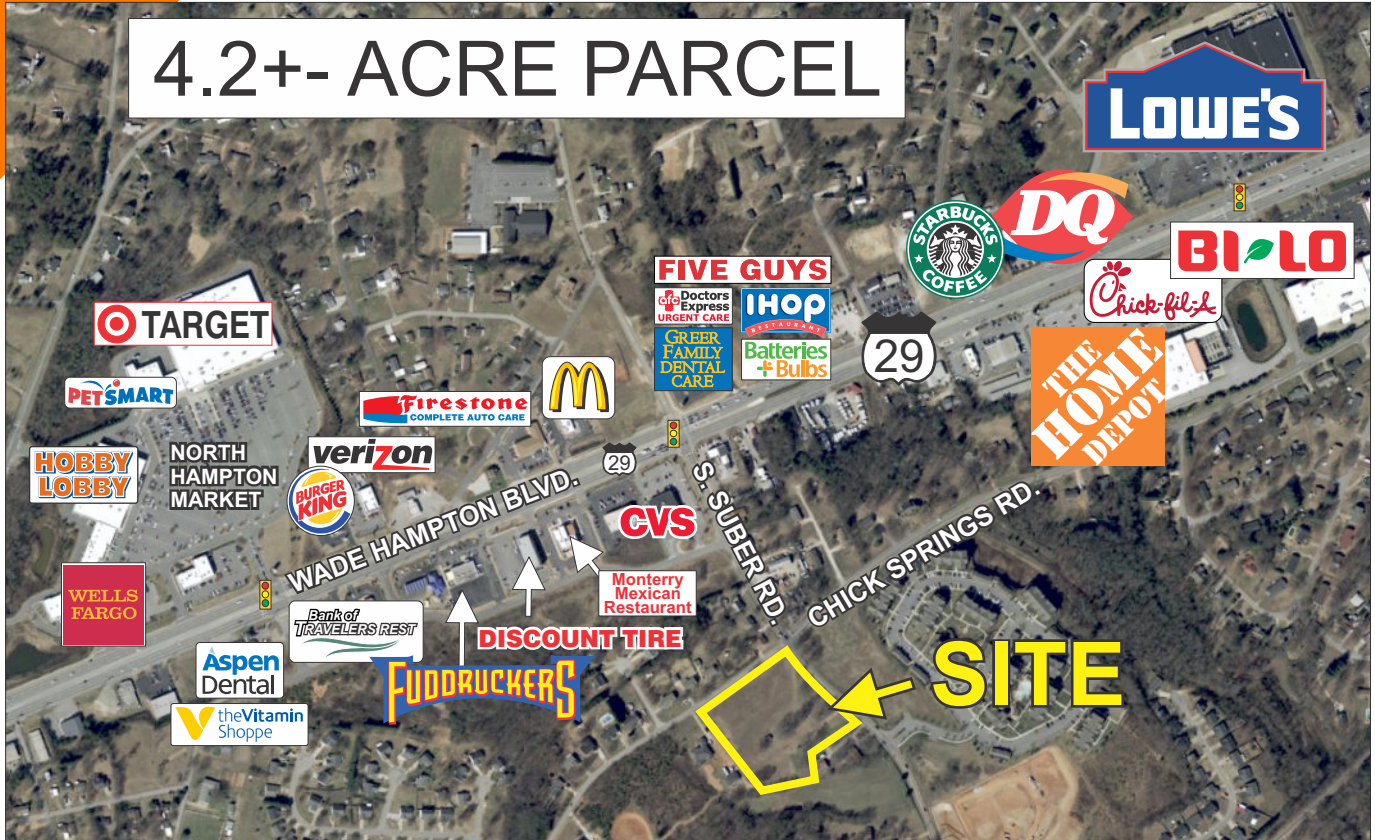 4.2+- ACRE PARCEL
LOWE'S
STARBUCKS
COFFEE
DQ
BI-LO
Chick-fil-A
FIVE GUYS
afc Doctors
Express
URGENT CARE
IHOP
RESTAURANT
GREER
FAMILY
DENTAL
CARE
Batteries
+ Bulbs
29
THE
HOME
DEPOT
TARGET
PETSMART
Firestone
COMPLETE AUTO CARE
M
HOBBY
LOBBY
NORTH
HAMPTON
MARKET
verizon
BURGER
KING
29
WADE HAMPTON BLVD.
CVS
S. SUBER RD.
CHICK SPRINGS RD.
WELLS
FARGO
Monterry
Mexican
Restaurant
Bank of
TRAVELERS REST
DISCOUNT TIRE
Aspen
Dental
FUDDRUCKERS
SITE
V theVitamin
Shoppe